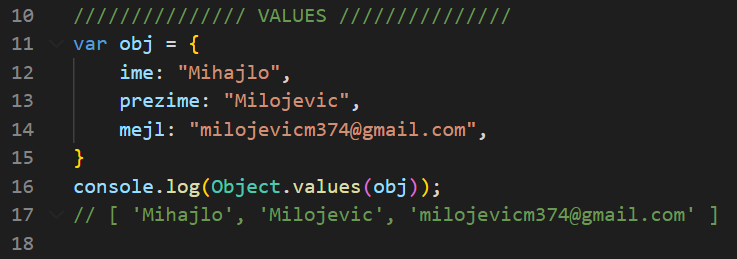 10 /////////////// VALUES ///////////////
11 var obj = {
12     ime: "Mihajlo",
13     prezime: "Milojevic",
14     mejl: "milojevicm374@gmail.com",
15 }
16 console.log(Object.values(obj));
17 // [ 'Mihajlo', 'Milojevic', 'milojevicm374@gmail.com' ]
18